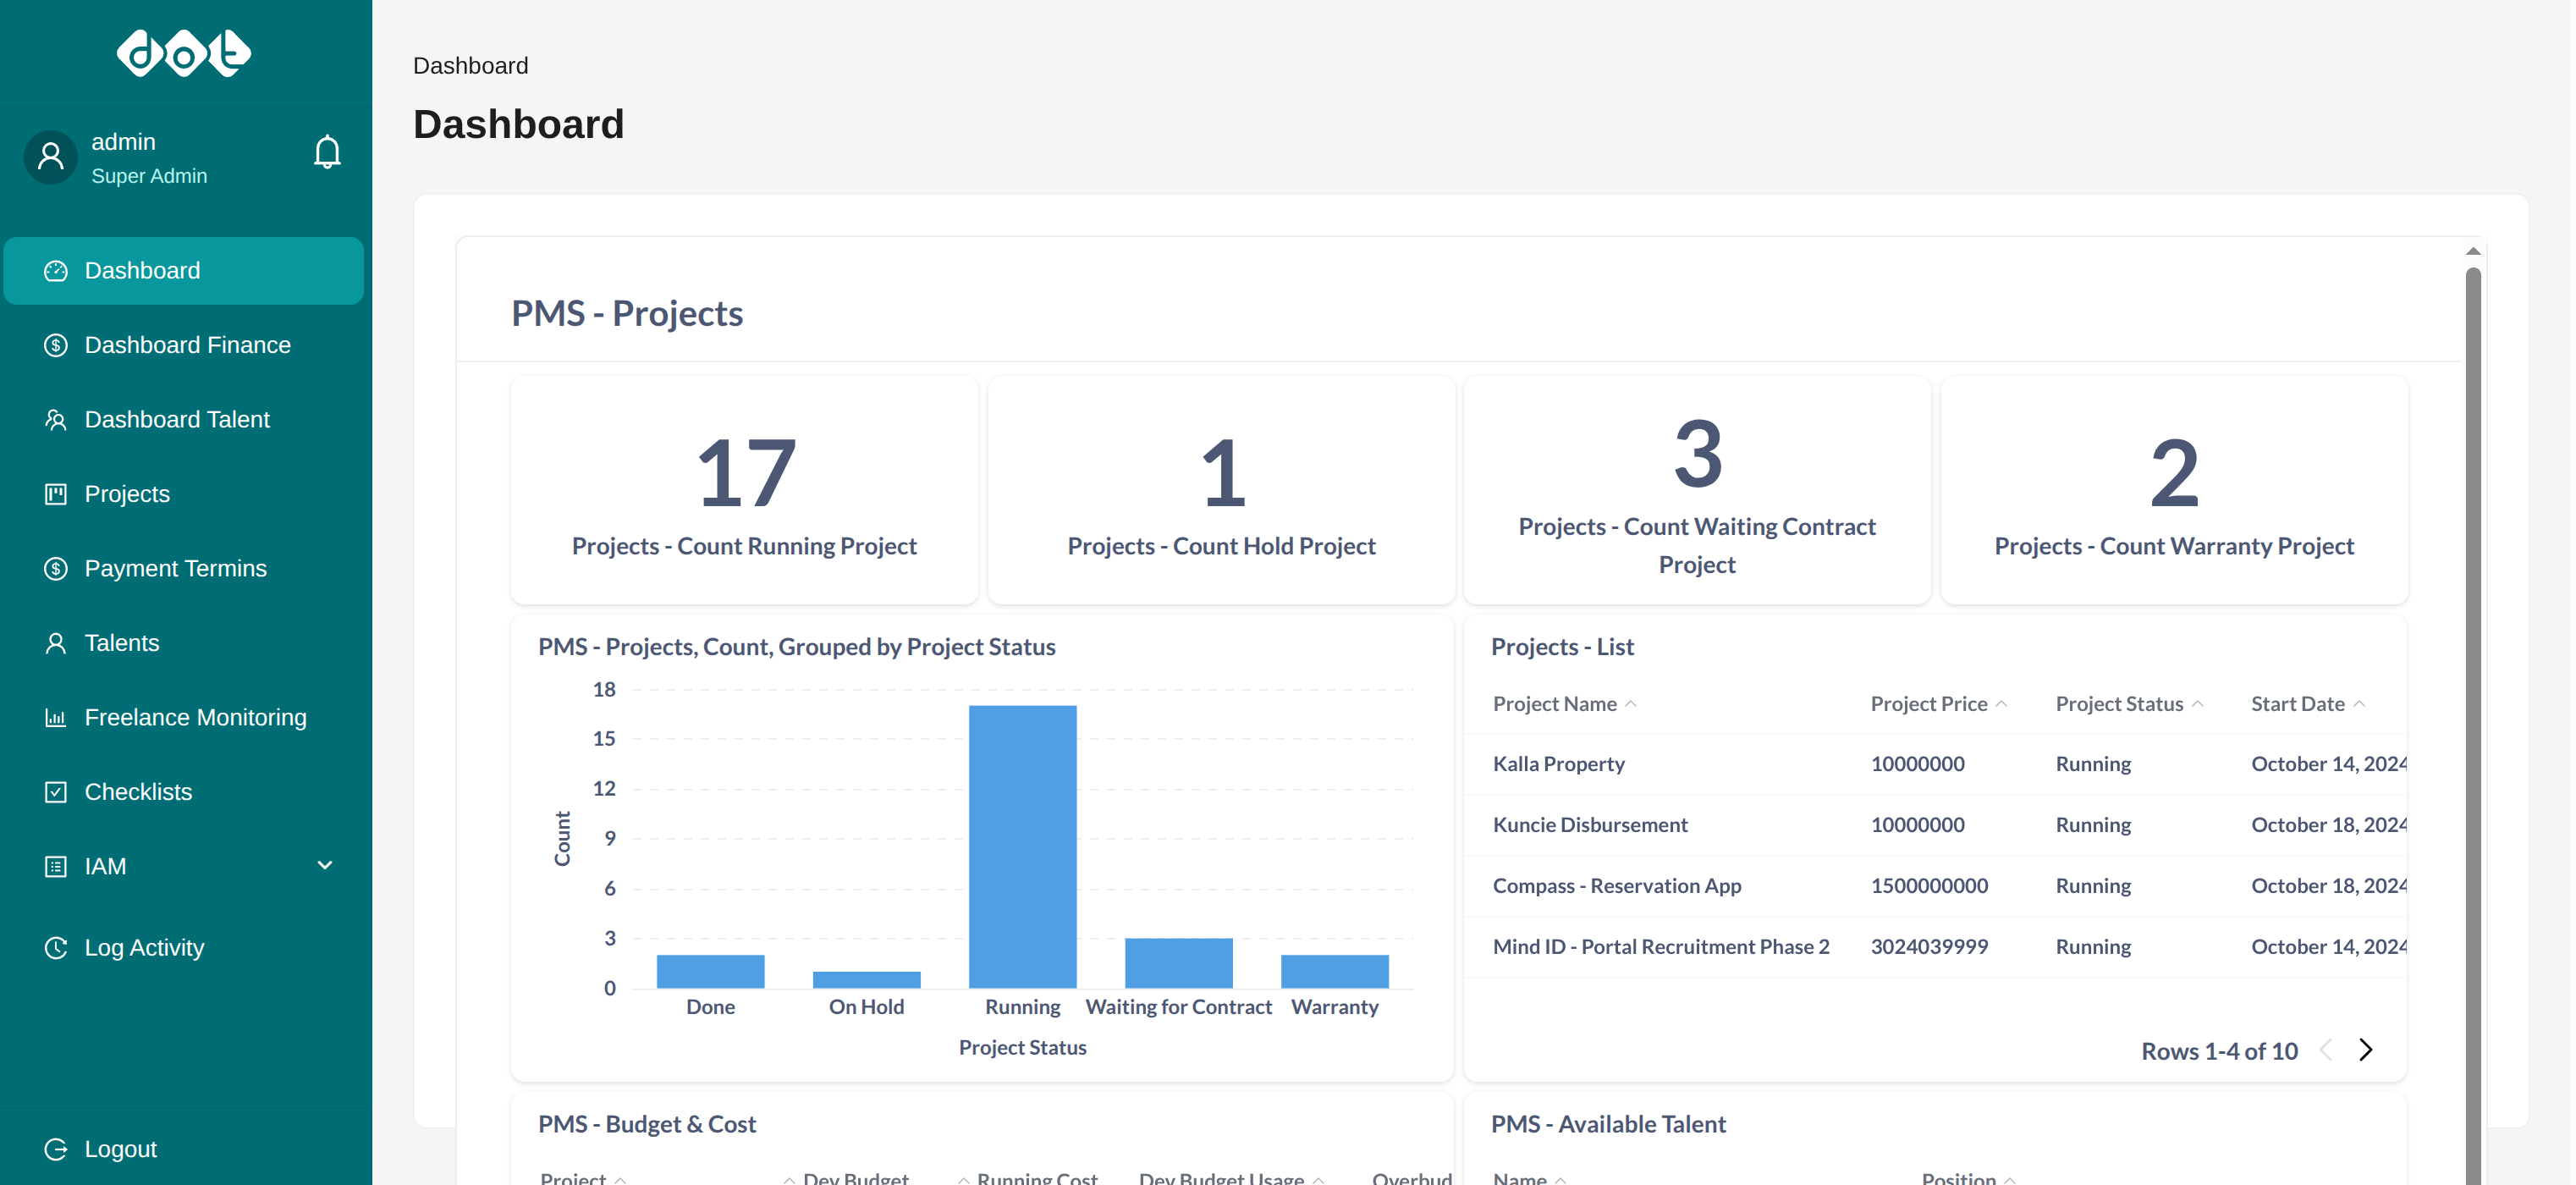 dot
admin
Super Admin
Dashboard
Dashboard Finance
Dashboard Talent
Projects
Payment Termins
Talents
Freelance Monitoring
Checklists
IAM
Log Activity
Logout
Dashboard
Dashboard
PMS - Projects
17
Projects - Count Running Project
1
Projects - Count Hold Project
3
Projects - Count Waiting Contract
Project
2
Projects - Count Warranty Project
PMS - Projects, Count, Grouped by Project Status
18
15
12
9
6
3
0
Count
Done On Hold Running Waiting for Contract Warranty
Project Status
Projects - List
Project Name Project Price Project Status Start Date
Kalla Property 10000000 Running October 14, 2024
Kuncie Disbursement 10000000 Running October 18, 2024
Compass - Reservation App 1500000000 Running October 18, 2024
Mind ID - Portal Recruitment Phase 2 3024039999 Running October 14, 2024
Rows 1-4 of 10
PMS - Budget & Cost
Project Dev Budget Running Cost Dev Budget Usage Overbud
PMS - Available Talent
Name Position